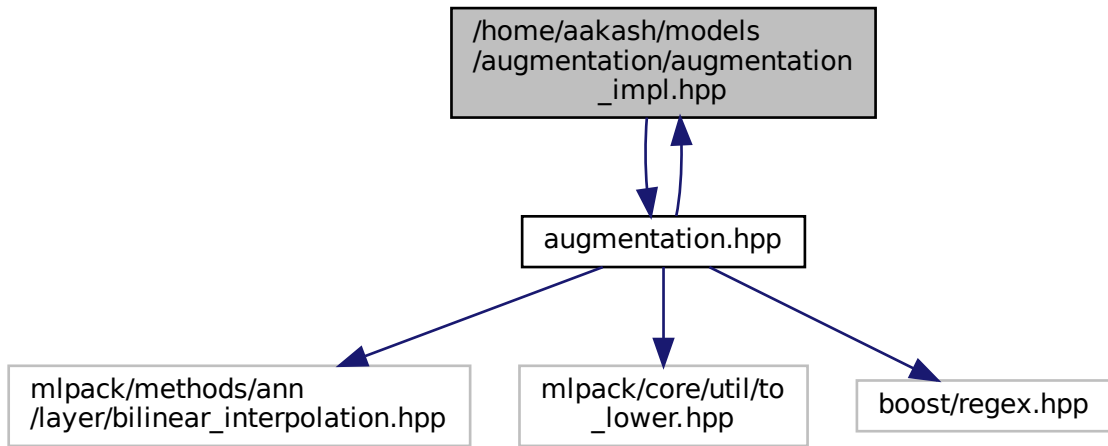 /home/aakash/models
/augmentation/augmentation
_impl.hpp
augmentation.hpp
mlpack/methods/ann
/layer/bilinear_interpolation.hpp
mlpack/core/util/to
_lower.hpp
boost/regex.hpp